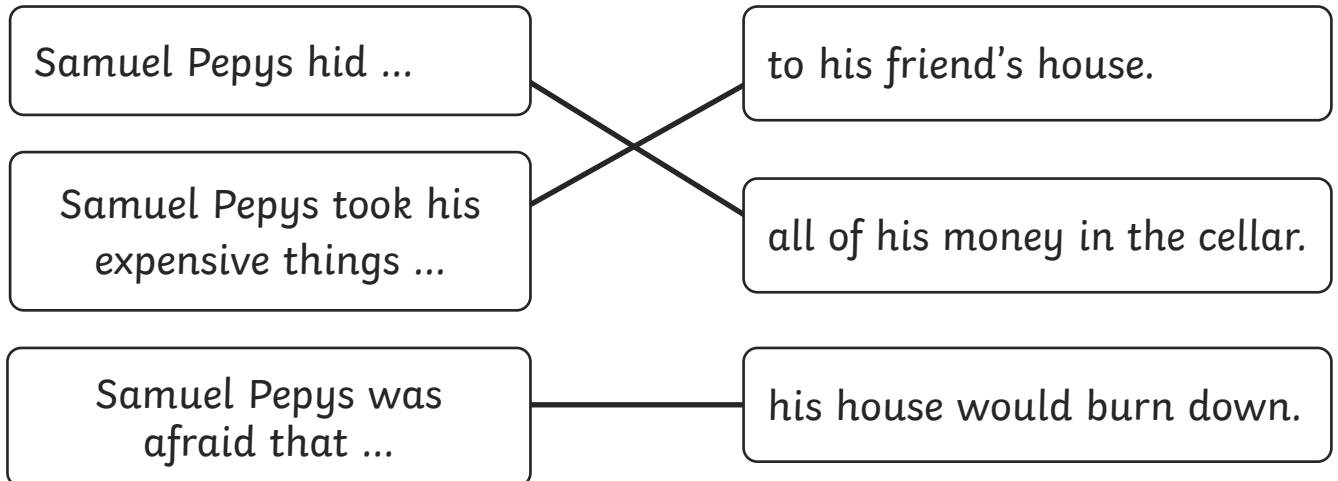 Samuel Pepys hid ...
to his friend’s house.
Samuel Pepys took his
expensive things ...
all of his money in the cellar.
Samuel Pepys was
afraid that ...
his house would burn down.